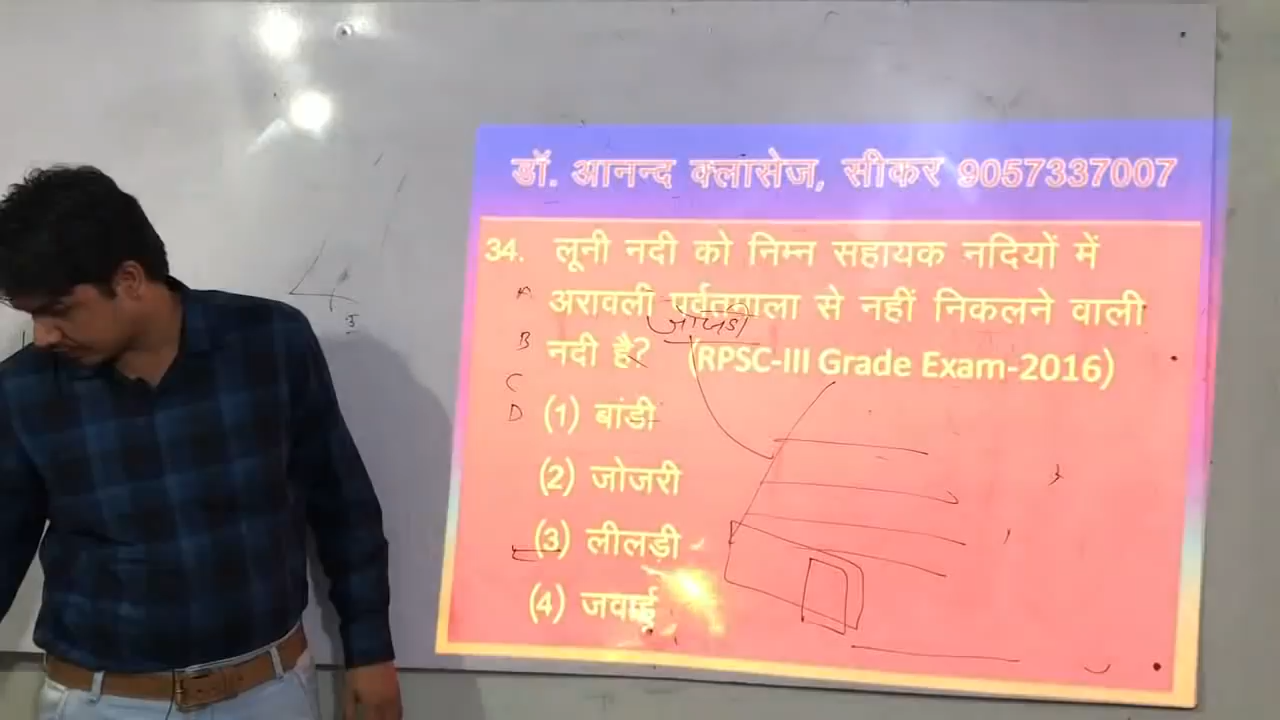 डॉ. आनन्द क्लासेज, सीकर 9057337007
34. लूनी नदी को निम्न सहायक नदियों में
A अरावली पर्वतमाला से नहीं निकलने वाली
B नदी है? (RPSC-III Grade Exam-2016)
C
D (1) बांडी
(2) जोजरी
(3) लीलड़ी
(4) जवाई